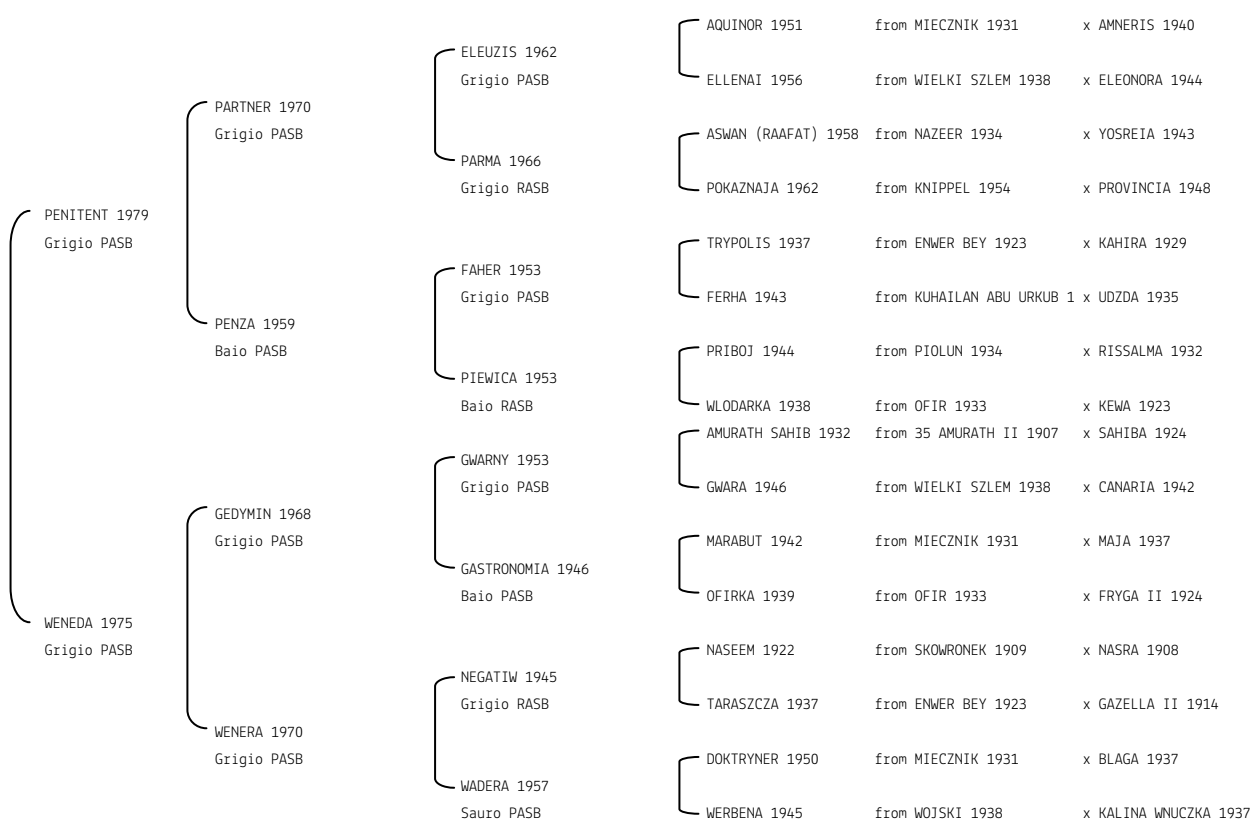 AQUINOR 1951 from MIECZNIK 1931 x AMNERIS 1940
ELEUZIS 1962
Grigio PASB
ELLENAI 1956 from WIELKI SZLEM 1938 x ELEONORA 1944
PARTNER 1970
Grigio PASB
ASWAN (RAAFAT) 1958 from NAZEER 1934 x YOSREIA 1943
PARMA 1966
Grigio RASB
POKAZNAJA 1962 from KNIPPEL 1954 x PROVINCIA 1948
PENITENT 1979
Grigio PASB
TRYPOLIS 1937 from ENWER BEY 1923 x KAHIRA 1929
FAHER 1953
Grigio PASB
FERHA 1943 from KUHAILAN ABU URKUB 1 x UDZDA 1935
PENZA 1959
Baio PASB
PRIBOJ 1944 from PIOLUN 1934 x RISSALMA 1932
PIEWICA 1953
Baio RASB
WLODARKA 1938 from OFIR 1933 x KEWA 1923
AMURATH SAHIB 1932 from 35 AMURATH II 1907 x SAHIBA 1924
GWARNY 1953
Grigio PASB
GWARA 1946 from WIELKI SZLEM 1938 x CANARIA 1942
GEDYMIN 1968
Grigio PASB
MARABUT 1942 from MIECZNIK 1931 x MAJA 1937
GASTRONOMIA 1946
Baio PASB
OFIRKA 1939 from OFIR 1933 x FRYGA II 1924
WENEDA 1975
Grigio PASB
NASEEM 1922 from SKOWRONEK 1909 x NASRA 1908
NEGATIW 1945
Grigio RASB
TARASZCZA 1937 from ENWER BEY 1923 x GAZELLA II 1914
WENERA 1970
Grigio PASB
DOKTRYNER 1950 from MIECZNIK 1931 x BLAGA 1937
WADERA 1957
Sauro PASB
WERBENA 1945 from WOJSKI 1938 x KALINA WNUCZKA 1937